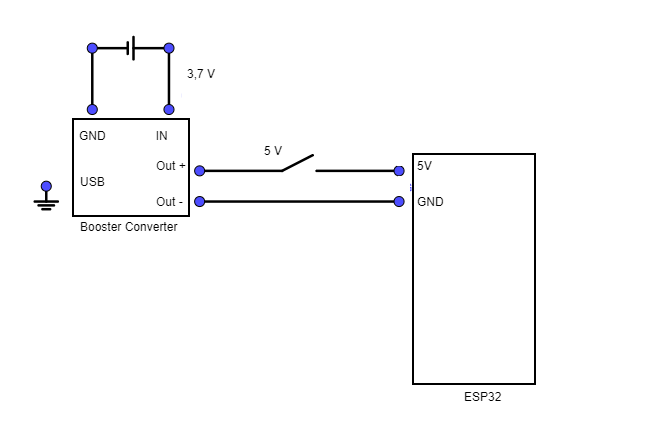 3,7 V
GND
IN
Out +
USB
Out -
Booster Converter
5 V
5V
GND
ESP32